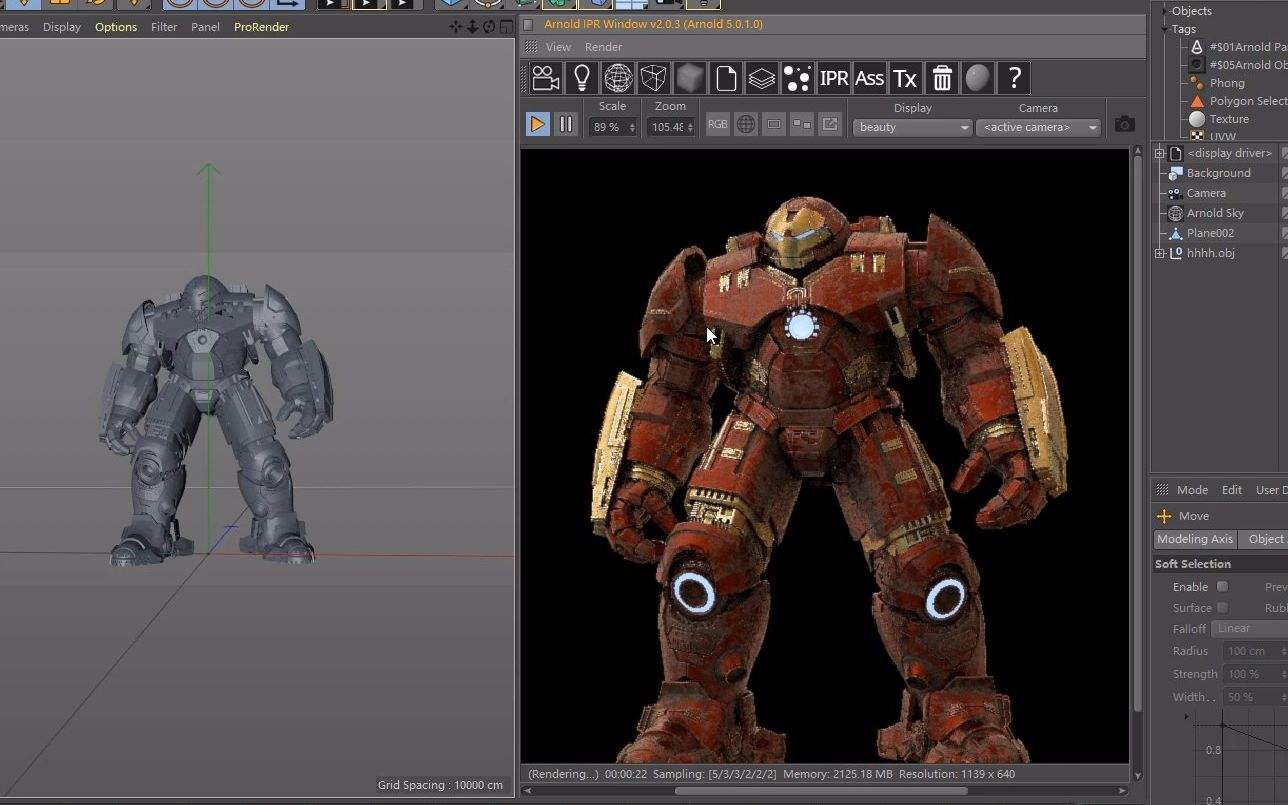 meras Display Options Filter Panel ProRender
Grid Spacing : 10000 cm
Arnold IPR Window v2.0.3 (Arnold 5.0.1.0)
View Render
IPR Ass Tx ?
Scale Zoom Display Camera
89 % 105.48 RGB beauty <active camera>
(Rendering...) 00:00:22 Sampling: [5/3/3/2/2/2] Memory: 2125.18 MB Resolution: 1139 x 640
Objects
Tags
#$01Arnold Pa
#$05Arnold Ob
Phong
Polygon Select
Texture
UVW
<display driver>
Background
Camera
Arnold Sky
Plane002
hhhh.obj
Mode Edit User D
Move
Modeling Axis Object
Soft Selection
Enable Prev
Surface Rubl
Falloff Linear
Radius 100 cm
Strength 100 %
Width . . 50 %
0.8
0.4